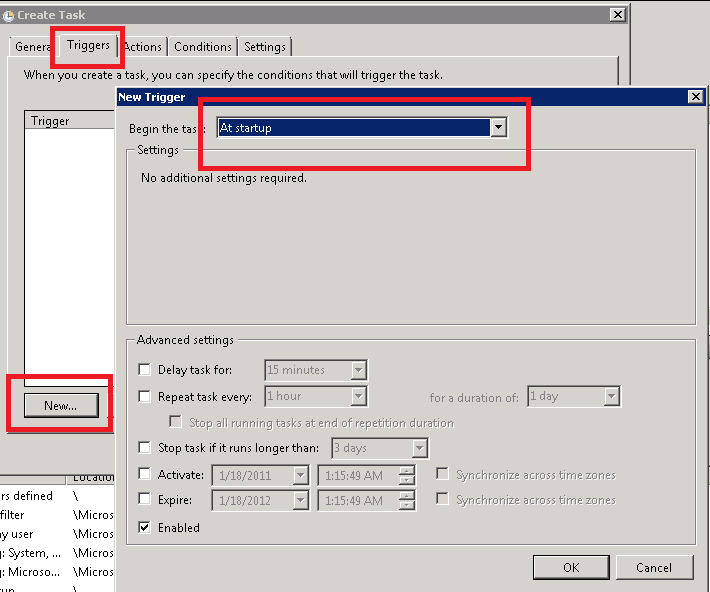 Create Task
General Triggers Actions Conditions Settings
When you create a task, you can specify the conditions that will trigger the task.
Trigger
New Trigger
Begin the task: At startup
Settings
No additional settings required.
Advanced settings
Delay task for: 15 minutes
Repeat task every: 1 hour for a duration of: 1 day
Stop all running tasks at end of repetition duration
Stop task if it runs longer than: 3 days
Activate: 1/18/2011 1:15:49 AM Synchronize across time zones
Expire: 1/18/2012 1:15:49 AM Synchronize across time zones
Enabled
OK Cancel
New...
Locatio
rs defined \
filter \Micros
y user \Micros
g: System, ... \Micros
g: Microso... \Micros
\